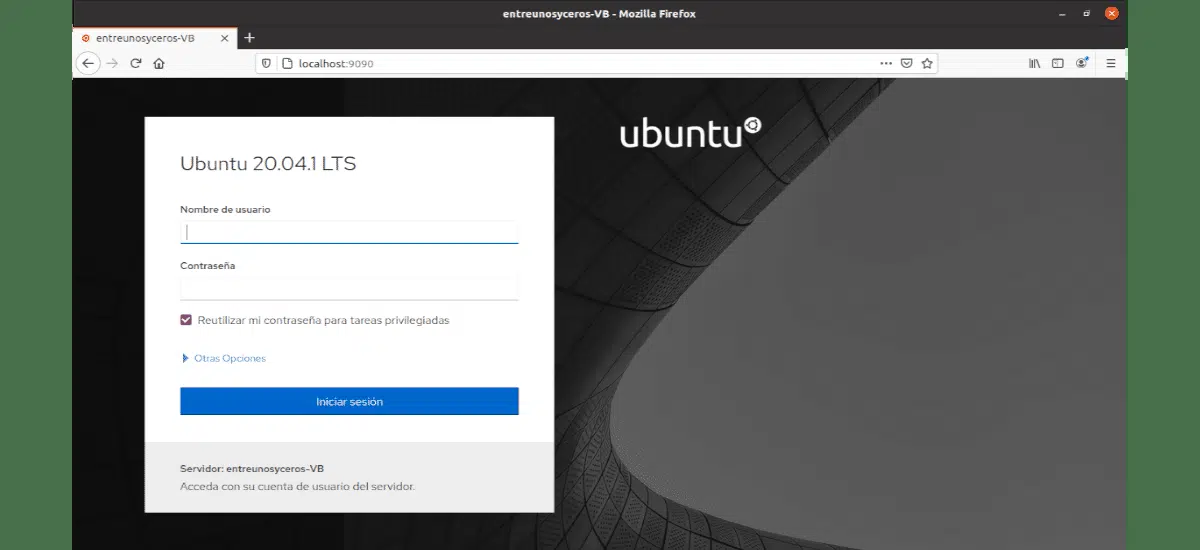 entreunosyceros-VB - Mozilla Firefox
entreunosyceros-VB
localhost:9090
ubuntu
Ubuntu 20.04.1 LTS
Nombre de usuario
Contraseña
Reutilizar mi contraseña para tareas privilegiadas
Otras Opciones
Iniciar sesión
Servidor: entreunosyceros-VB
Acceda con su cuenta de usuario del servidor.